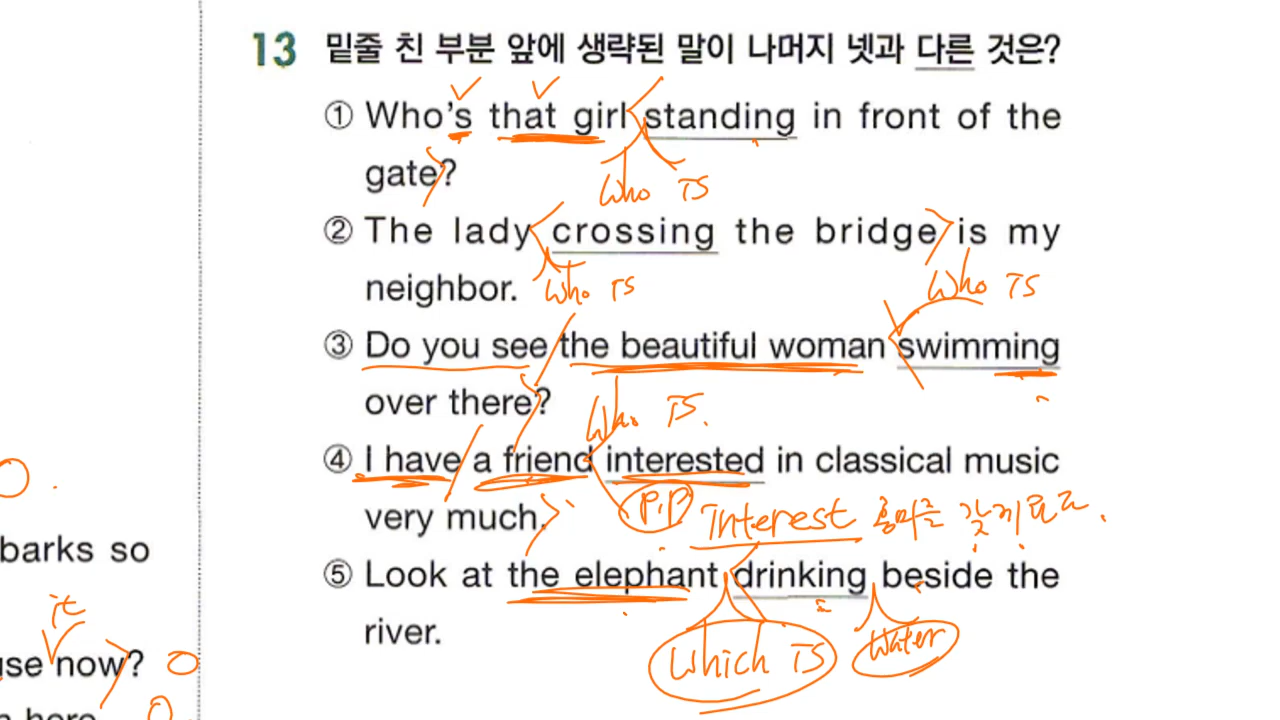 13 밑줄 친 부분 앞에 생략된 말이 나머지 넷과 다른 것은?
① Who's that girl standing in front of the
gate?
who is
② The lady crossing the bridge is my
neighbor.
who is
who is
③ Do you see the beautiful woman swimming
over there?
who is.
④ I have a friend interested in classical music
very much.
P.P interest 흥미를 갖게
⑤ Look at the elephant drinking beside the
river.
which is water
barks so
it
use now?
n here